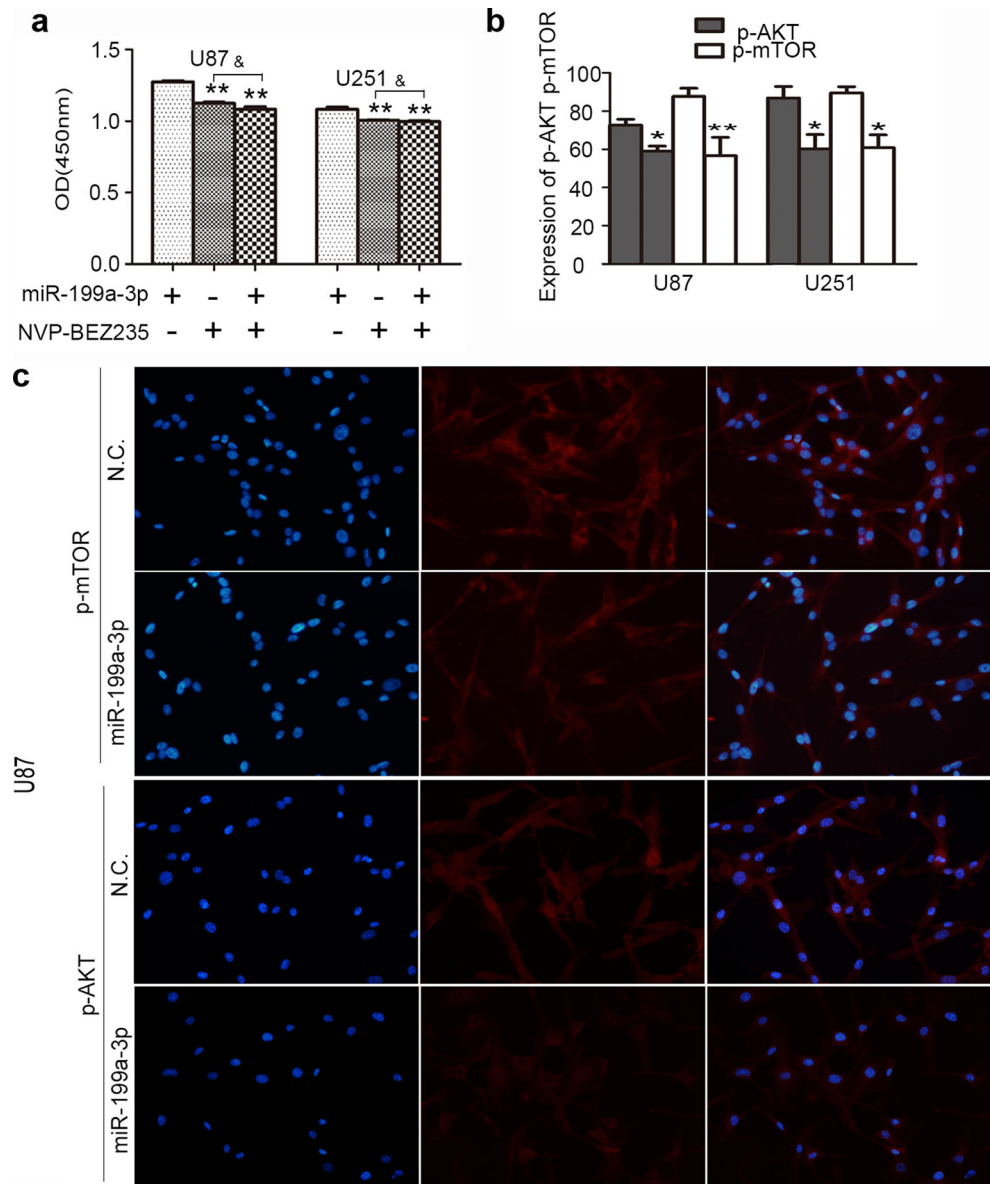 a
1.5
1.0
0.5
0.0
OD(450nm)
U87 &
** **
U251 &
** **
miR-199a-3p + - + + - +
NVP-BEZ235 - + + - + +
b
p-AKT
p-mTOR
Expression of p-AKT p-mTOR
100
80
60
40
20
0
* ** * *
U87 U251
c
U87
p-mTOR
N.C.
miR-199a-3p
p-AKT
N.C.
miR-199a-3p